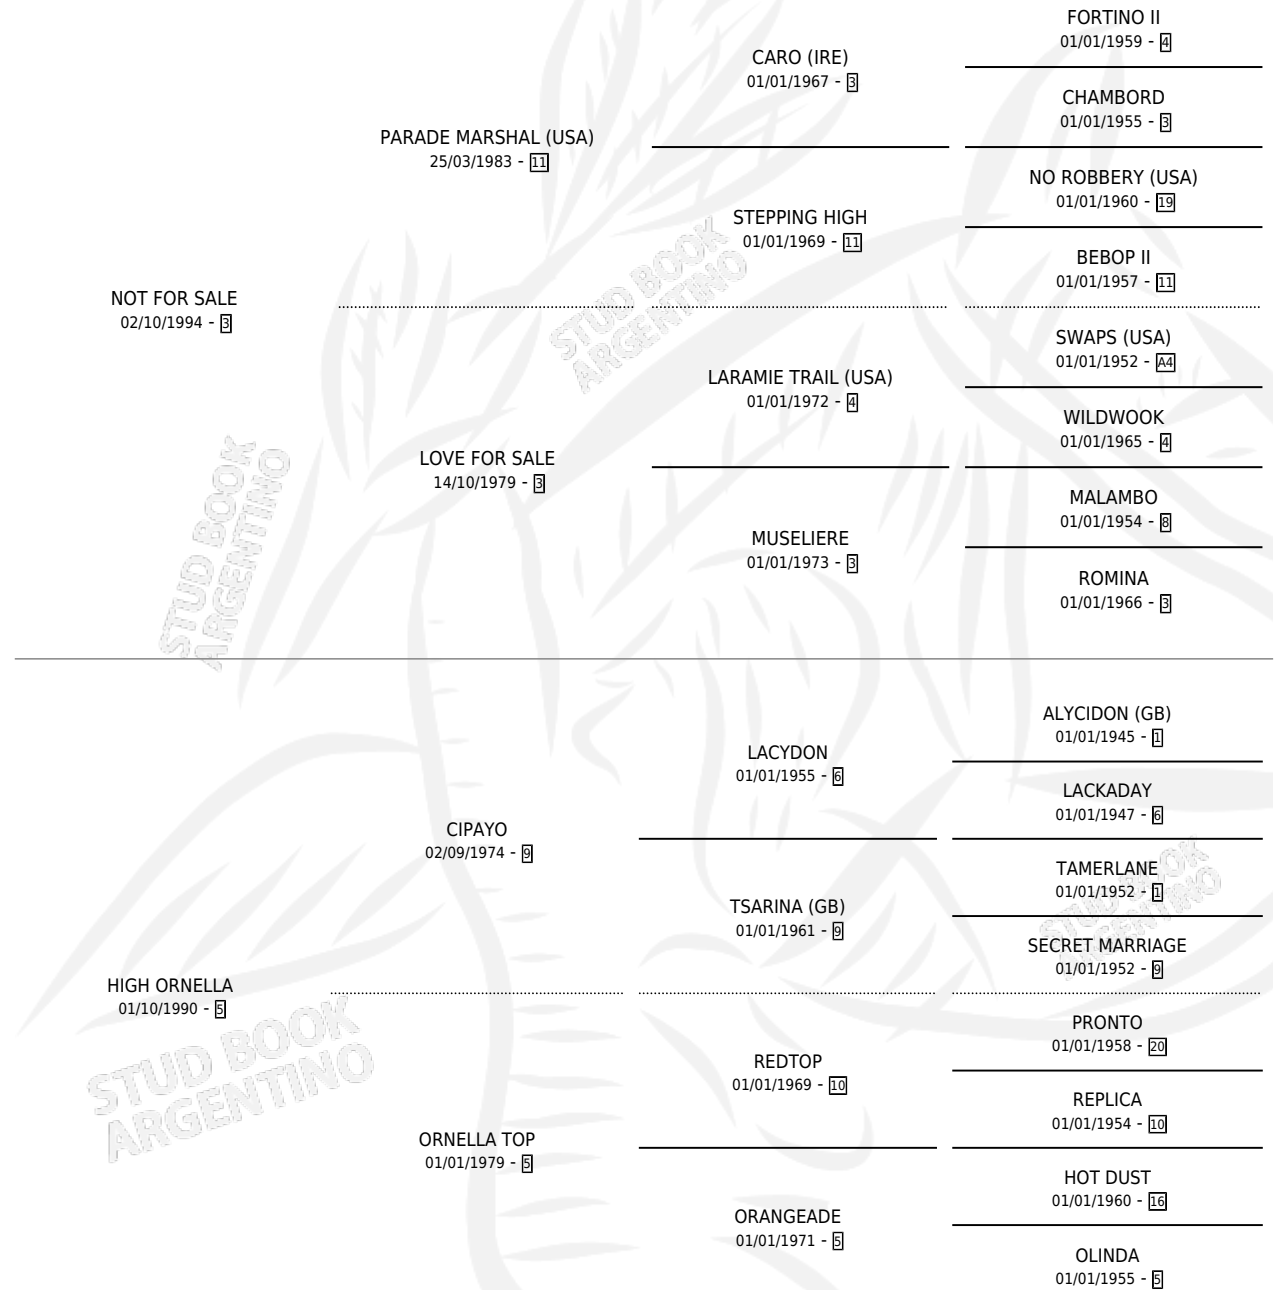 FORTINO II
01/01/1959 - 4
CARO (IRE)
01/01/1967 - 3
CHAMBORD
01/01/1955 - 3
PARADE MARSHAL (USA)
25/03/1983 - 11
NO ROBBERY (USA)
01/01/1960 - 19
STEPPING HIGH
01/01/1969 - 11
BEBOP II
01/01/1957 - 11
NOT FOR SALE
02/10/1994 - 3
SWAPS (USA)
01/01/1952 - A4
LARAMIE TRAIL (USA)
01/01/1972 - 4
WILDWOOK
01/01/1965 - 4
LOVE FOR SALE
14/10/1979 - 3
MALAMBO
01/01/1954 - 8
MUSELIERE
01/01/1973 - 3
ROMINA
01/01/1966 - 3
STUD BOOK
ARGENTINO
STUD BOOK
ARGENTINO
ALYCIDON (GB)
01/01/1945 - 1
LACYDON
01/01/1955 - 6
LACKADAY
01/01/1947 - 6
CIPAYO
02/09/1974 - 9
TAMERLANE
01/01/1952 - 1
TSARINA (GB)
01/01/1961 - 9
SECRET MARRIAGE
01/01/1952 - 9
HIGH ORNELLA
01/10/1990 - 5
PRONTO
01/01/1958 - 20
REDTOP
01/01/1969 - 10
REPLICA
01/01/1954 - 10
ORNELLA TOP
01/01/1979 - 5
HOT DUST
01/01/1960 - 16
ORANGEADE
01/01/1971 - 5
OLINDA
01/01/1955 - 5
STUD BOOK
ARGENTINO
STUD BOOK
ARGENTINO